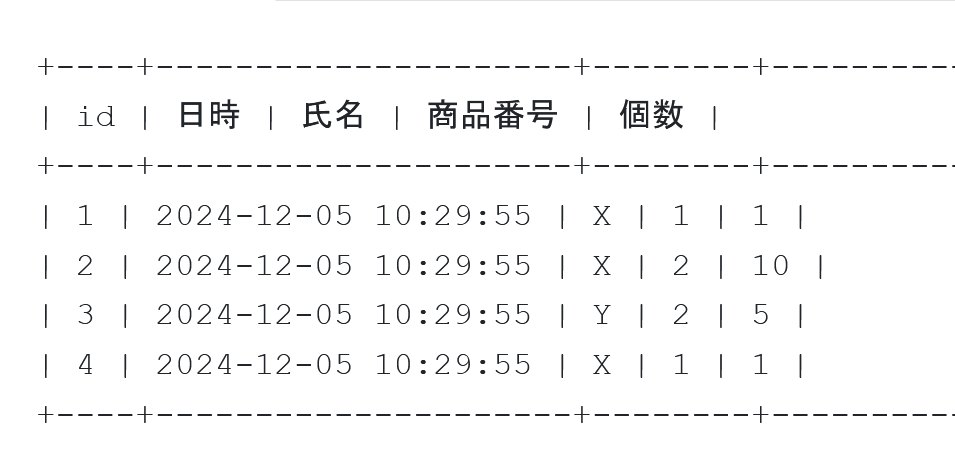 +----+---------------------+--------+----------
| id | 日時 | 氏名 | 商品番号 | 個数 |
+----+---------------------+--------+----------
| 1 | 2024-12-05 10:29:55 | X | 1 | 1 |
| 2 | 2024-12-05 10:29:55 | X | 2 | 10 |
| 3 | 2024-12-05 10:29:55 | Y | 2 | 5 |
| 4 | 2024-12-05 10:29:55 | X | 1 | 1 |
+----+---------------------+--------+----------